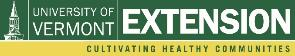 UNIVERSITY OF
VERMONT EXTENSION
CULTIVATING HEALTHY COMMUNITIES